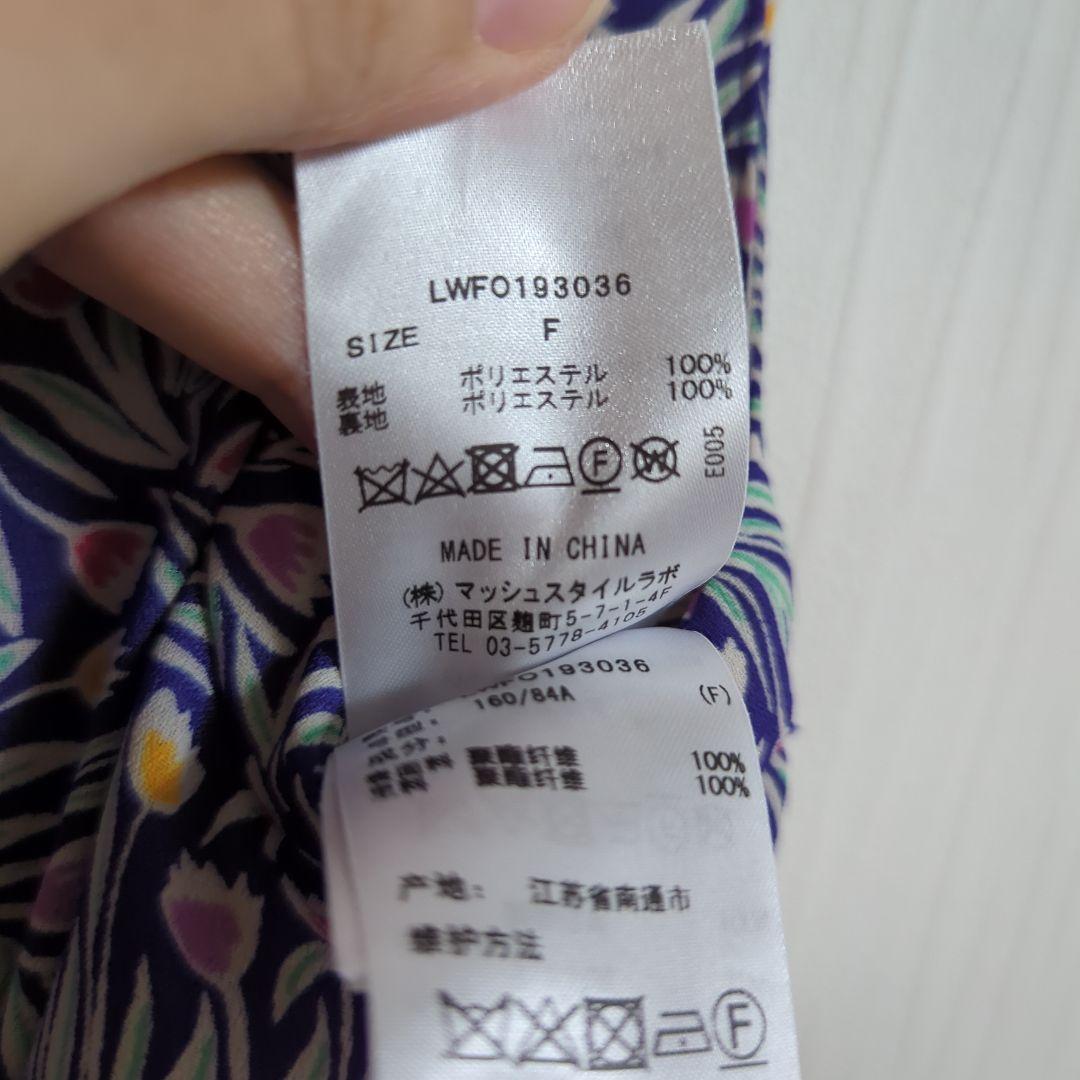 LWFO193036
SIZE F
表地 ポリエステル 100%
裏地 ポリエステル 100%
F W
E005
MADE IN CHINA
(株) マッシュスタイルラボ
千代田区麹町5-7-1-4F
TEL 03-5778-4105
LWFO193036
160/84A (F)
聚酯纤维 100%
聚酯纤维 100%
产地: 江苏省南通市
维护方法
F